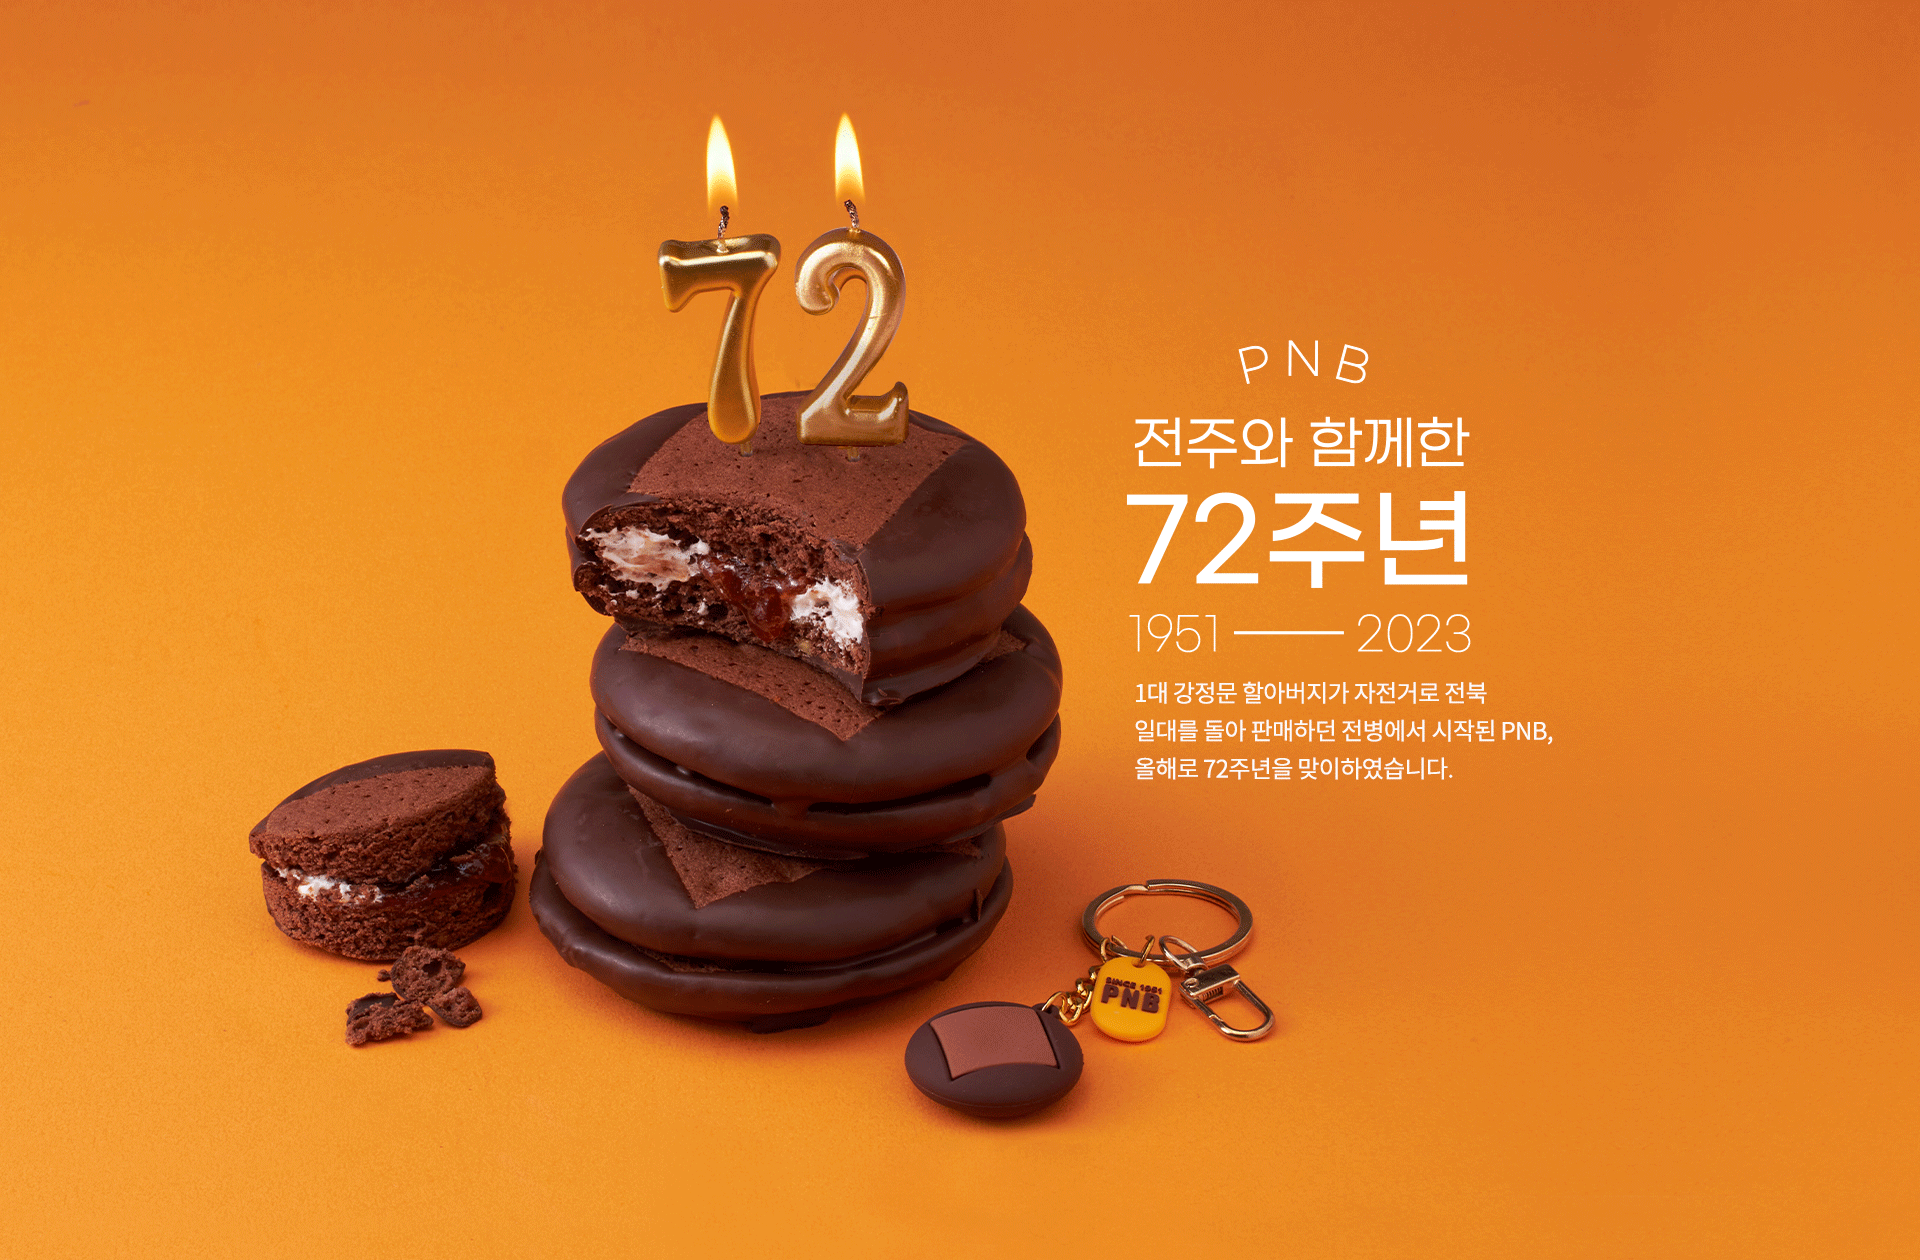 72
PNB
전주와 함께한
72주년
1951 — 2023
1대 강정문 할아버지가 자전거로 전북
일대를 돌아 판매하던 전병에서 시작된 PNB,
올해로 72주년을 맞이하였습니다.
SINCE 1951
PNB